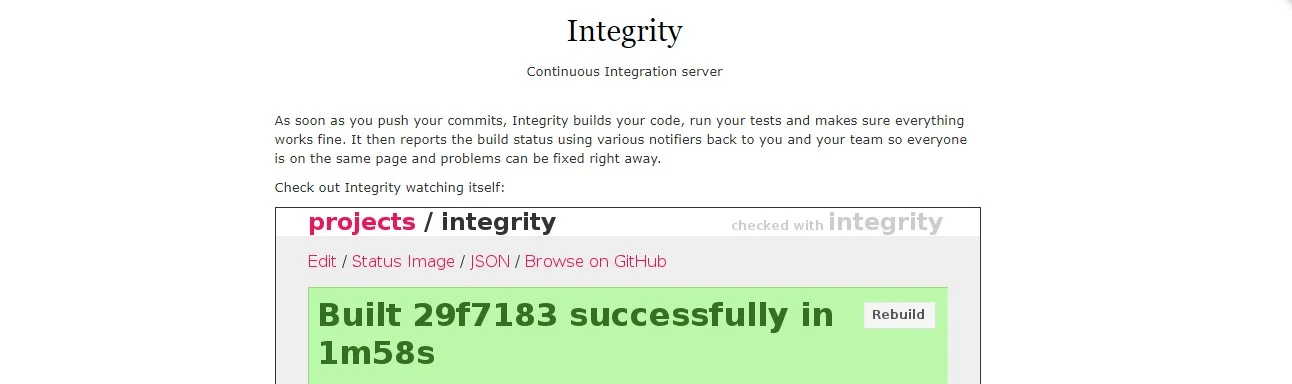 Integrity
Continuous Integration server
As soon as you push your commits, Integrity builds your code, run your tests and makes sure everything
works fine. It then reports the build status using various notifiers back to you and your team so everyone
is on the same page and problems can be fixed right away.
Check out Integrity watching itself:
projects / integrity checked with integrity
Edit / Status Image / JSON / Browse on GitHub
Built 29f7183 successfully in Rebuild
1m58s